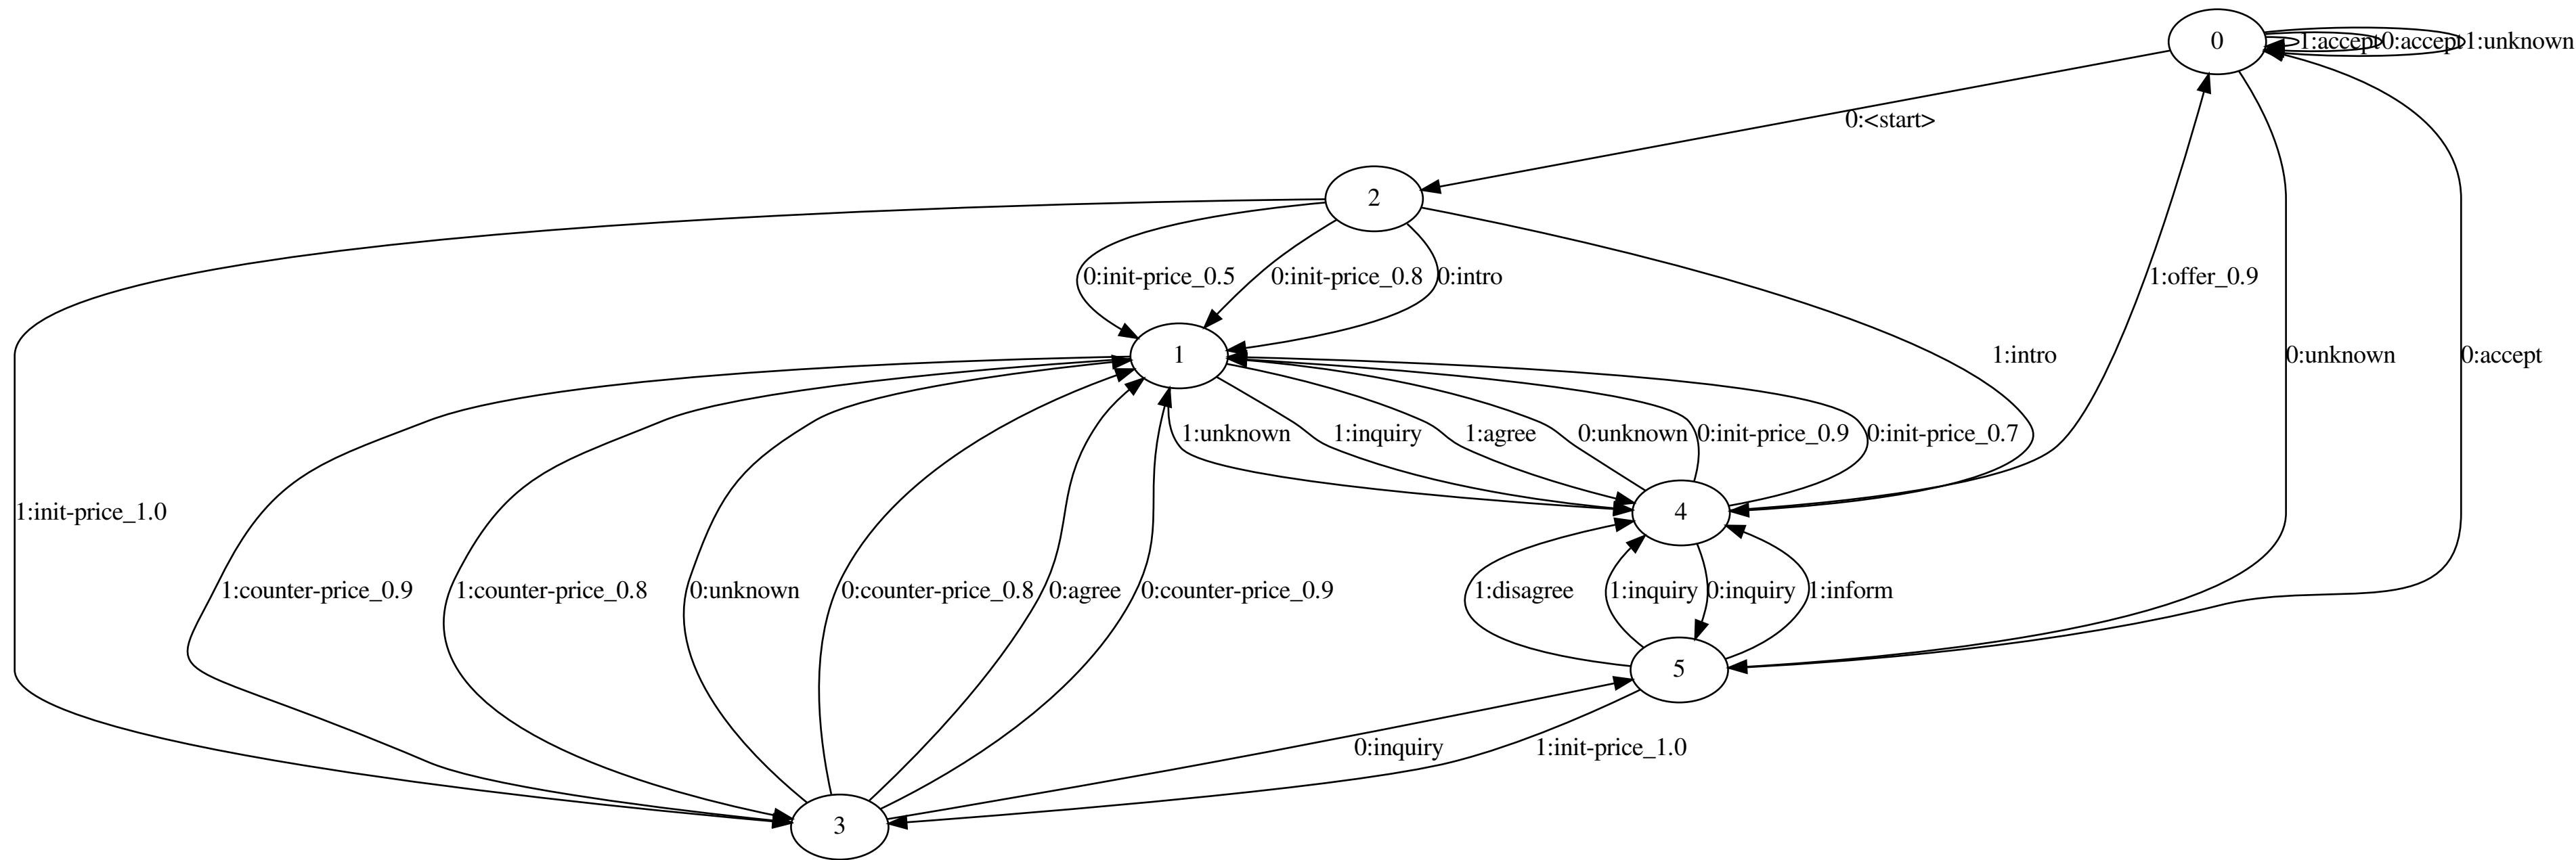 0
1:accept
0:accept
1:unknown
0:<start>
2
0:init-price_0.5
0:init-price_0.8
0:intro
1:offer_0.9
1
1:intro
0:unknown
0:accept
1:unknown
1:inquiry
1:agree
0:unknown
0:init-price_0.9
0:init-price_0.7
1:init-price_1.0
4
1:counter-price_0.9
1:counter-price_0.8
0:unknown
0:counter-price_0.8
0:agree
0:counter-price_0.9
1:disagree
1:inquiry
0:inquiry
1:inform
5
0:inquiry
1:init-price_1.0
3